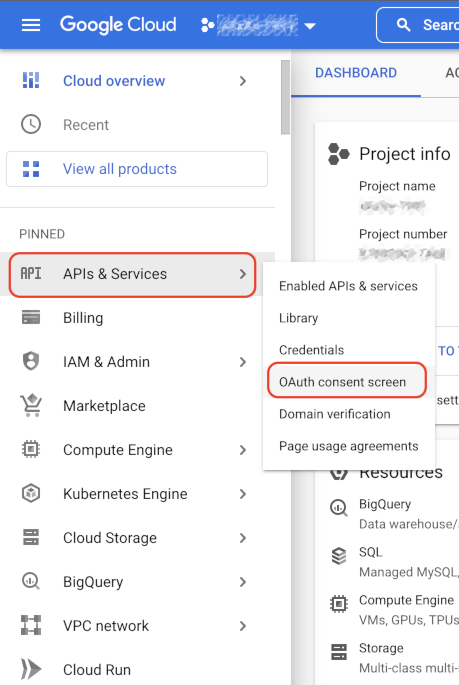 Google Cloud
Searc
Cloud overview
Recent
View all products
PINNED
API APIs & Services
Billing
IAM & Admin
Marketplace
Compute Engine
Kubernetes Engine
Cloud Storage
BigQuery
VPC network
Cloud Run
Enabled APIs & services
Library
Credentials
OAuth consent screen
Domain verification
Page usage agreements
DASHBOARD AC
Project info
Project name
Project number
TO
sett
Resources
BigQuery
Data warehouse/
SQL
Managed MySQL,
Compute Engine
VMs, GPUs, TPUs
Storage
Multi-class multi-